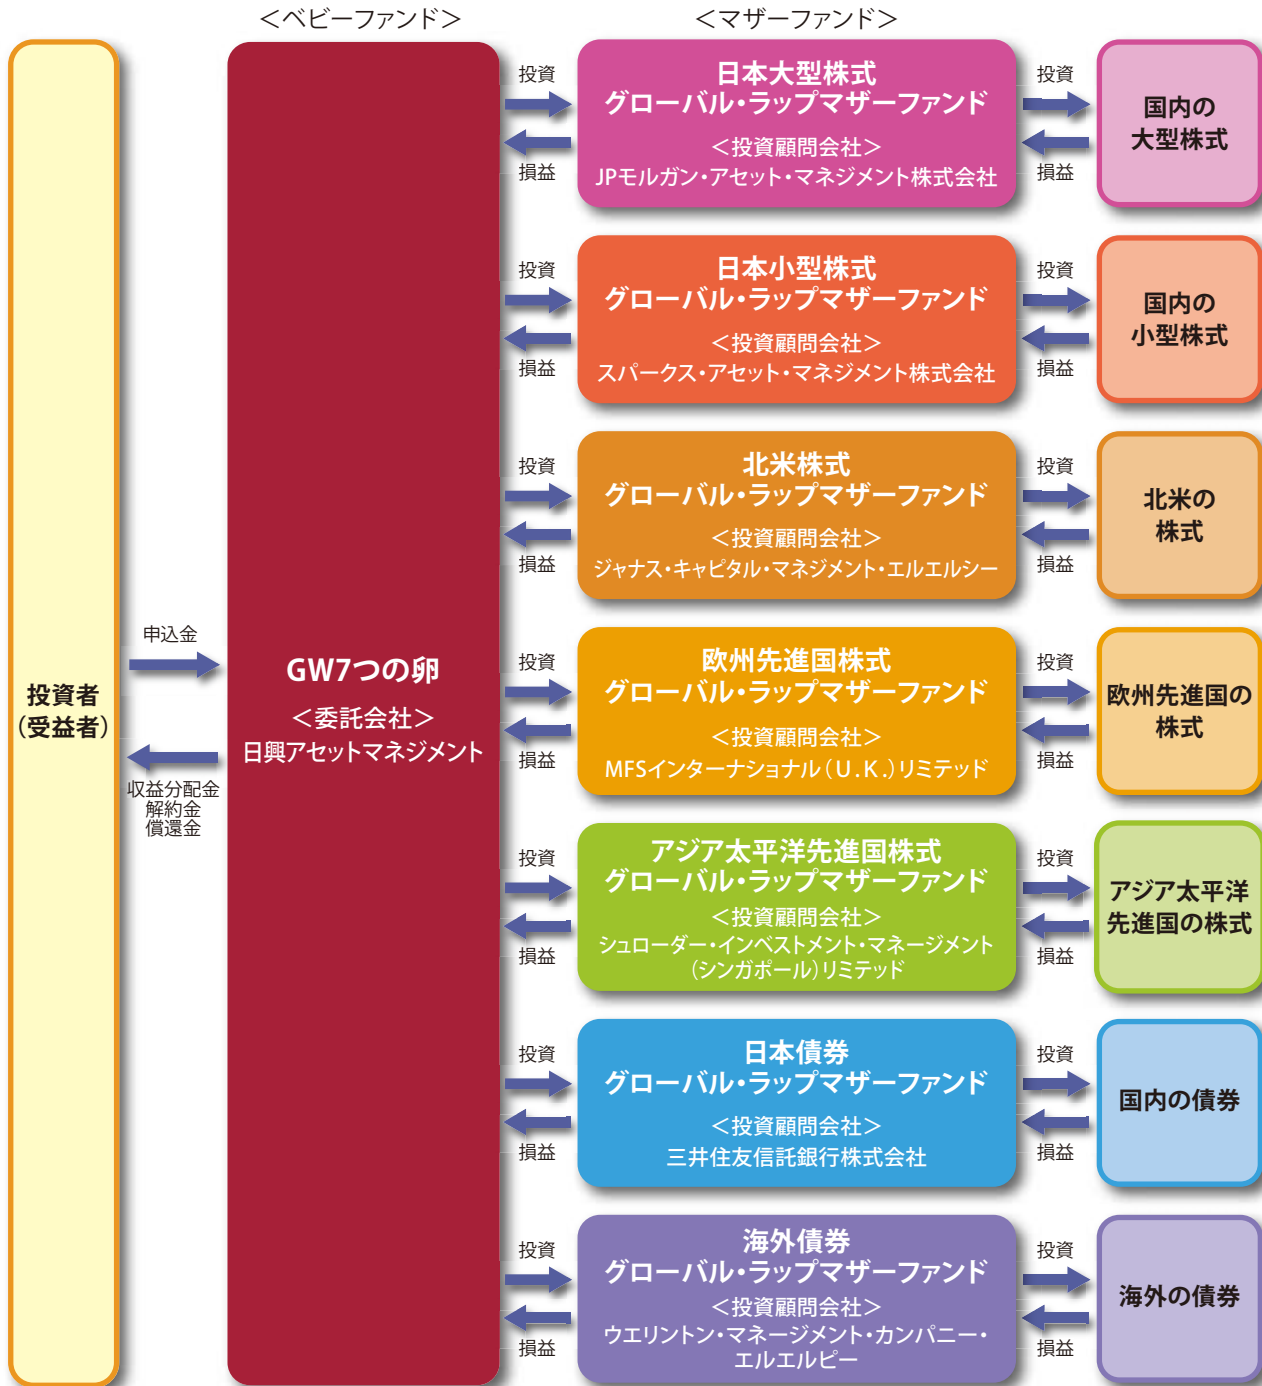 ＜ベビーファンド＞
＜マザーファンド＞
投資者
（受益者）
申込金
収益分配金
解約金
償還金
GW7つの卵
＜委託会社＞
日興アセットマネジメント
投資
損益
日本大型株式
グローバル・ラップマザーファンド
＜投資顧問会社＞
JPモルガン・アセット・マネジメント株式会社
投資
損益
国内の
大型株式
投資
損益
日本小型株式
グローバル・ラップマザーファンド
＜投資顧問会社＞
スパークス・アセット・マネジメント株式会社
投資
損益
国内の
小型株式
投資
損益
北米株式
グローバル・ラップマザーファンド
＜投資顧問会社＞
ジャナス・キャピタル・マネジメント・エルエルシー
投資
損益
北米の
株式
投資
損益
欧州先進国株式
グローバル・ラップマザーファンド
＜投資顧問会社＞
MFSインターナショナル（U.K.）リミテッド
投資
損益
欧州先進国の
株式
投資
損益
アジア太平洋先進国株式
グローバル・ラップマザーファンド
＜投資顧問会社＞
シュローダー・インベストメント・マネージメント
（シンガポール）リミテッド
投資
損益
アジア太平洋
先進国の株式
投資
損益
日本債券
グローバル・ラップマザーファンド
＜投資顧問会社＞
三井住友信託銀行株式会社
投資
損益
国内の債券
投資
損益
海外債券
グローバル・ラップマザーファンド
＜投資顧問会社＞
ウエリントン・マネージメント・カンパニー・
エルエルピー
投資
損益
海外の債券